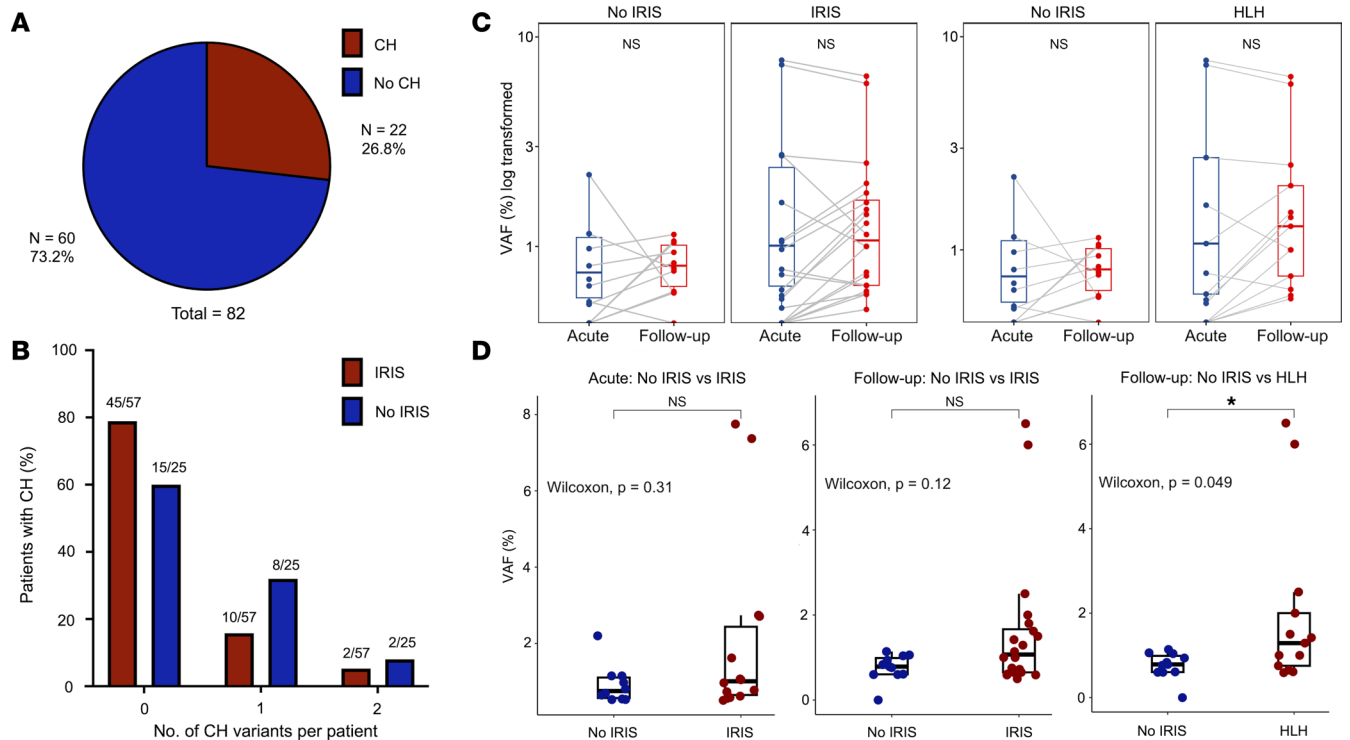 A
CH
No CH
N = 22
26.8%
N = 60
73.2%
Total = 82
B
Patients with CH (%)
100
80
60
40
20
0
45/57
15/25
10/57
8/25
2/57
2/25
IRIS
No IRIS
0
1
2
No. of CH variants per patient
C
VAF (%) log transformed
No IRIS
IRIS
NS
NS
10
3
1
Acute
Follow-up
Acute
Follow-up
No IRIS
HLH
NS
NS
10
3
1
Acute
Follow-up
Acute
Follow-up
D
VAF (%)
Acute: No IRIS vs IRIS
NS
Wilcoxon, p = 0.31
8
6
4
2
No IRIS
IRIS
Follow-up: No IRIS vs IRIS
NS
Wilcoxon, p = 0.12
6
4
2
0
No IRIS
IRIS
Follow-up: No IRIS vs HLH
*
Wilcoxon, p = 0.049
6
4
2
0
No IRIS
HLH